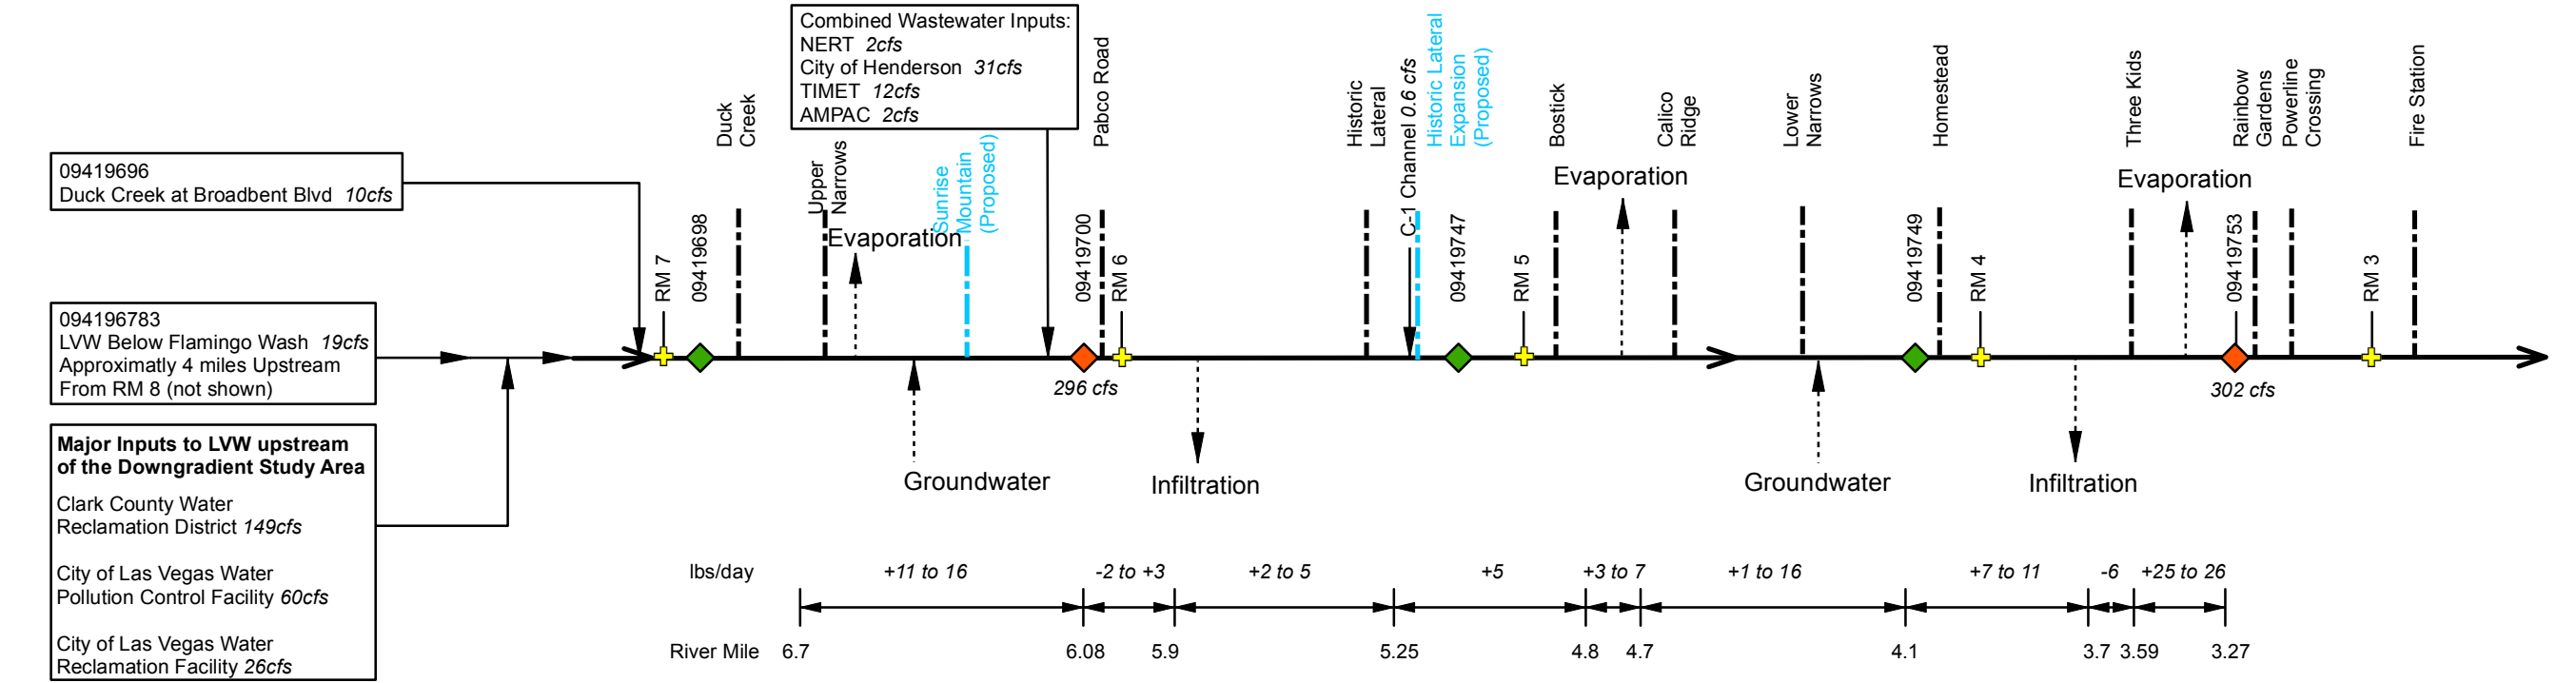 Combined Wastewater Inputs:
NERT 2cfs
City of Henderson 31cfs
TIMET 12cfs
AMPAC 2cfs
09419696
Duck Creek at Broadbent Blvd 10cfs
094196783
LVW Below Flamingo Wash 19cfs
Approximatly 4 miles Upstream
From RM 8 (not shown)
Major Inputs to LVW upstream
of the Downgradient Study Area
Clark County Water
Reclamation District 149cfs
City of Las Vegas Water
Pollution Control Facility 60cfs
City of Las Vegas Water
Reclamation Facility 26cfs
RM 7
09419698
Duck
Creek
Upper
Narrows
Evaporation
Sunrise
Mountain
(Proposed)
09419700
Pabco Road
RM 6
Historic
Lateral
C-1 Channel 0.6 cfs
Historic Lateral
Expansion
(Proposed)
09419747
RM 5
Bostick
Evaporation
Calico
Ridge
Lower
Narrows
09419749
Homestead
RM 4
Three Kids
Evaporation
09419753
Rainbow
Gardens
Powerline
Crossing
RM 3
Fire Station
296 cfs
302 cfs
Groundwater
Infiltration
Groundwater
Infiltration
lbs/day +11 to 16 -2 to +3 +2 to 5 +5 +3 to 7 +1 to 16 +7 to 11 -6 +25 to 26
River Mile 6.7 6.08 5.9 5.25 4.8 4.7 4.1 3.7 3.59 3.27